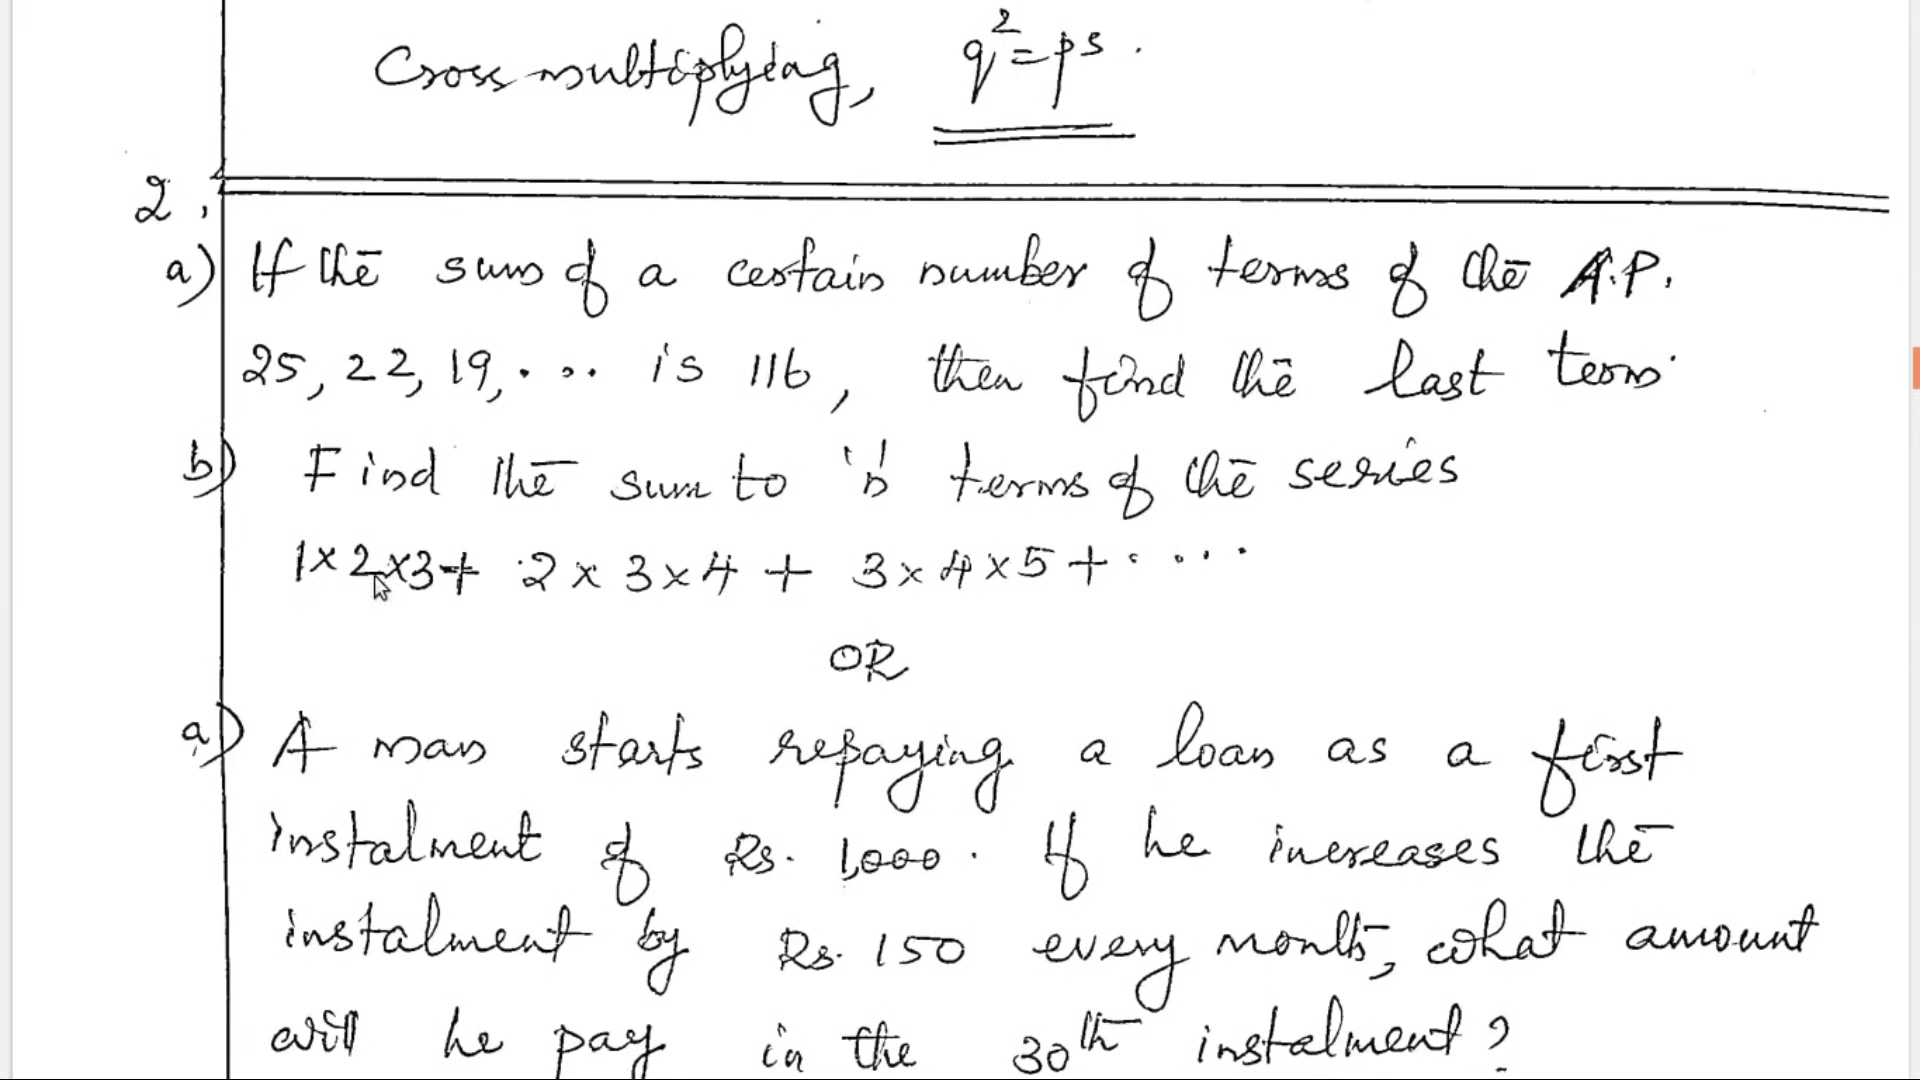 Cross multiplying, q² = ps.
2.
a) If the sum of a certain number of terms of the A.P.
25, 22, 19, ... is 116, then find the last term.
b) Find the sum to 'n' terms of the series
1×2×3+ 2×3×4 + 3×4×5 + ....
OR
a) A man starts repaying a loan as a first
instalment of Rs. 1,000. If he increases the
instalment by Rs. 150 every month, what amount
will he pay in the 30th instalment?